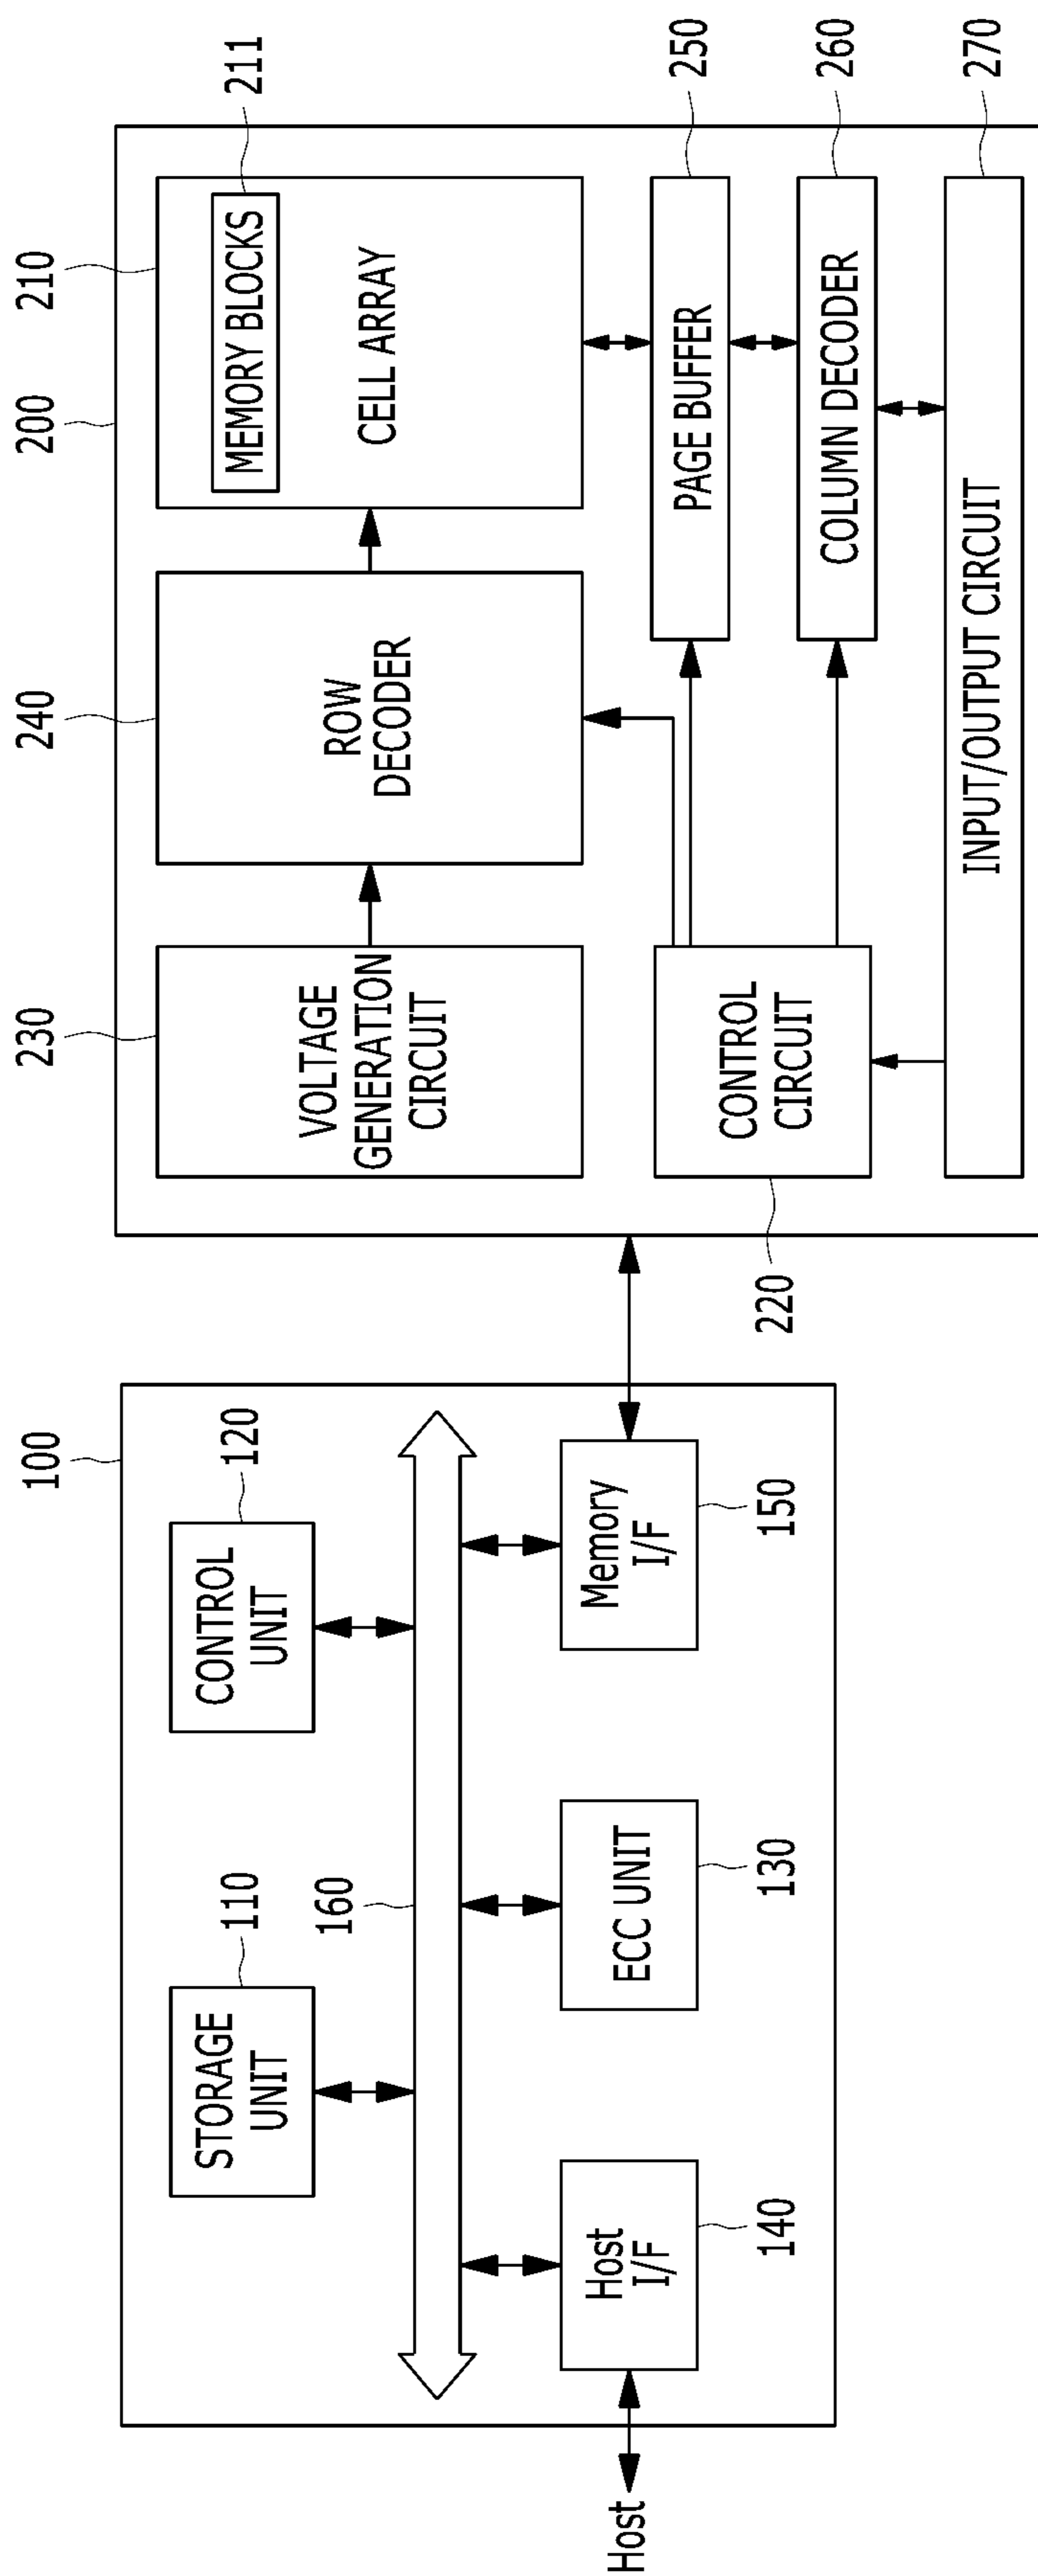 100
STORAGE
UNIT
110
CONTROL
UNIT
120
160
Host
Host
I/F
140
ECC UNIT
130
Memory
I/F
150
200
230
VOLTAGE
GENERATION
CIRCUIT
240
ROW
DECODER
210
MEMORY BLOCKS
211
CELL ARRAY
CONTROL
CIRCUIT
220
PAGE BUFFER
250
COLUMN DECODER
260
INPUT/OUTPUT CIRCUIT
270